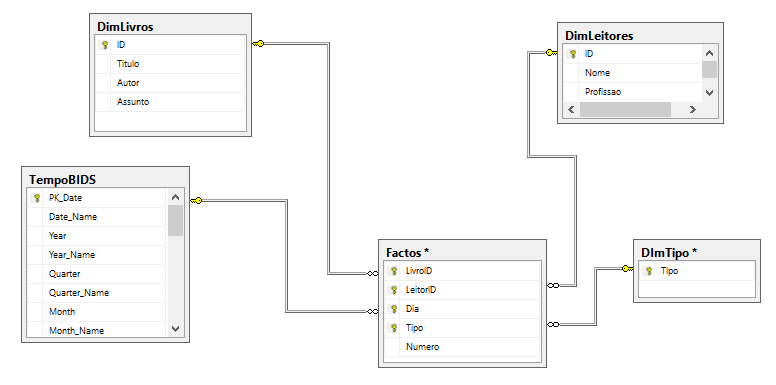 DimLivros
ID
Titulo
Autor
Assunto
DimLeitores
ID
Nome
Profissao
TempoBIDS
PK_Date
Date_Name
Year
Year_Name
Quarter
Quarter_Name
Month
Month_Name
Factos *
LivroID
LeitorID
Dia
Tipo
Numero
DImTipo *
TIpo